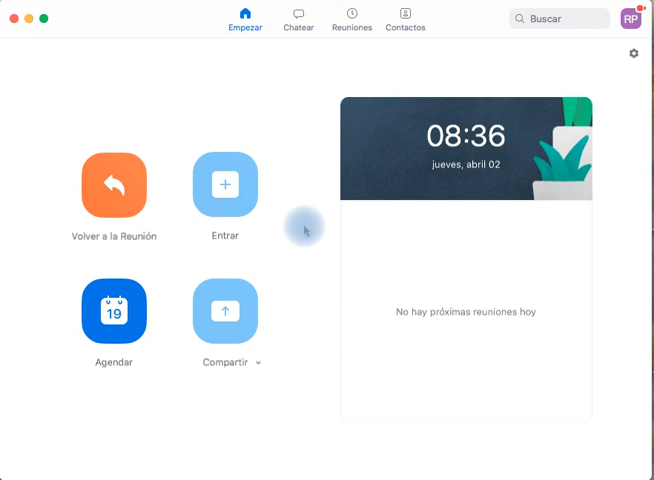 Empezar
Chatear
Reuniones
Contactos
Buscar
RP
08:36
jueves, abril 02
Volver a la Reunión
Entrar
19
Agendar
Compartir
No hay próximas reuniones hoy